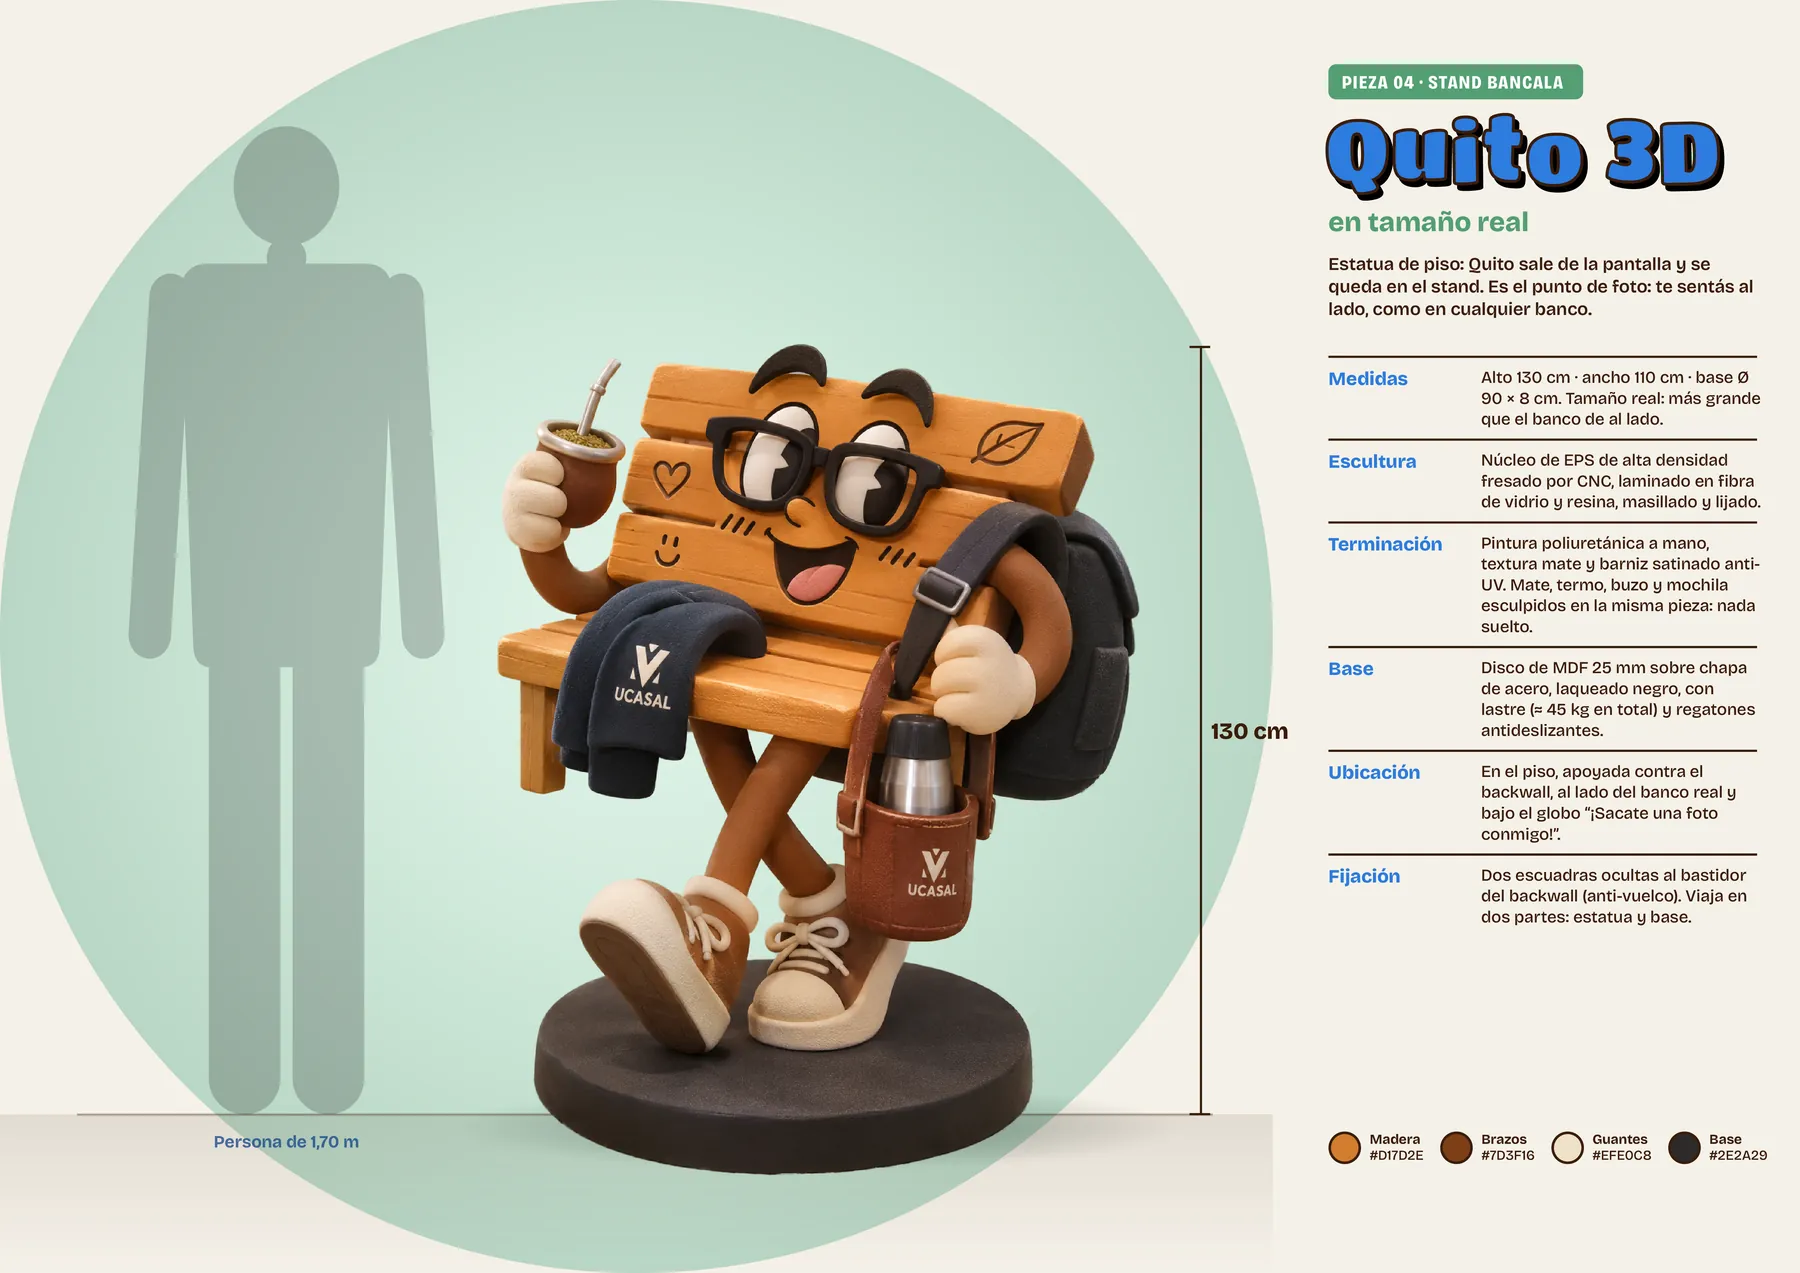 PIEZA 04 · STAND BANCALA
Quito 3D
en tamaño real
Estatua de piso: Quito sale de la pantalla y se
queda en el stand. Es el punto de foto: te sentás al
lado, como en cualquier banco.
Medidas
Alto 130 cm · ancho 110 cm · base Ø
90 × 8 cm. Tamaño real: más grande
que el banco de al lado.
Escultura
Núcleo de EPS de alta densidad
fresado por CNC, laminado en fibra
de vidrio y resina, masillado y lijado.
Terminación
Pintura poliuretánica a mano,
textura mate y barniz satinado anti-
UV. Mate, termo, buzo y mochila
esculpidos en la misma pieza: nada
suelto.
Base
Disco de MDF 25 mm sobre chapa
de acero, laqueado negro, con
lastre (≈ 45 kg en total) y regatones
antideslizantes.
Ubicación
En el piso, apoyada contra el
backwall, al lado del banco real y
bajo el globo “¡Sacate una foto
conmigo!”.
Fijación
Dos escuadras ocultas al bastidor
del backwall (anti-vuelco). Viaja en
dos partes: estatua y base.
Madera
#D17D2E
Brazos
#7D3F16
Guantes
#EFE0C8
Base
#2E2A29
130 cm
UCASAL
UCASAL
Persona de 1,70 m